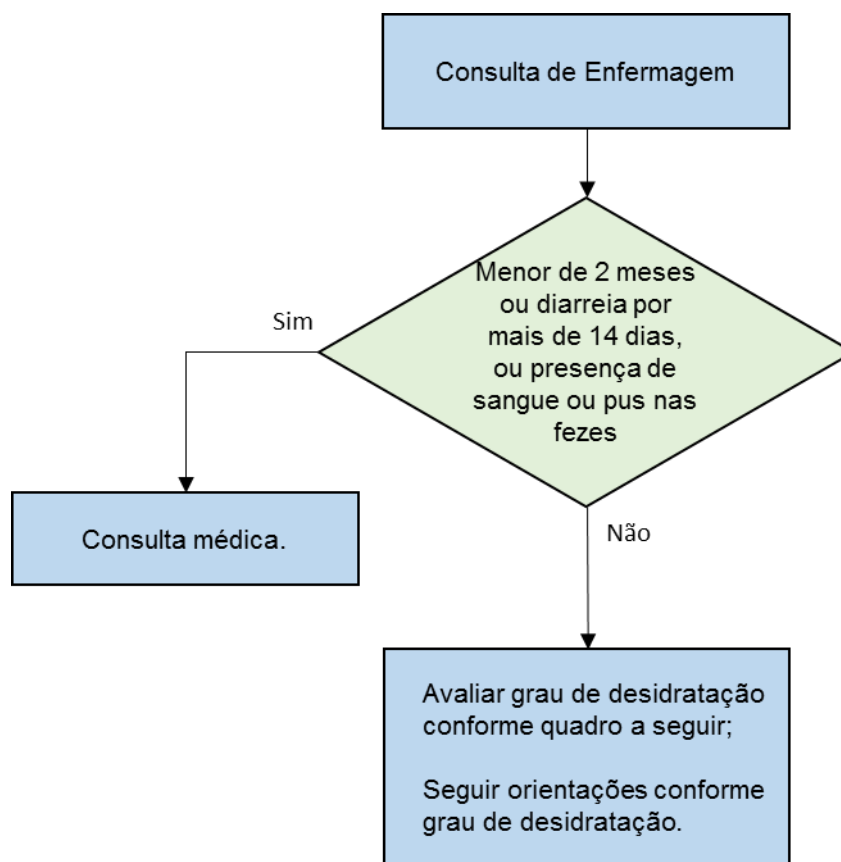 Consulta de Enfermagem
Menor de 2 meses
ou diarreia por
mais de 14 dias,
ou presença de
sangue ou pus nas
fezes
Sim
Consulta médica.
Não
Avaliar grau de desidratação
conforme quadro a seguir;
Seguir orientações conforme
grau de desidratação.